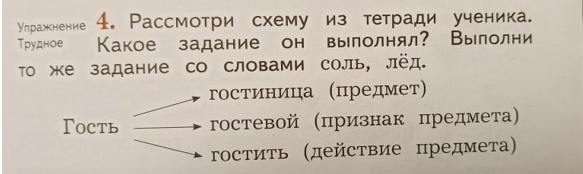 Упражнение 4. Рассмотри схему из тетради ученика.
Трудное Какое задание он выполнял? Выполни
то же задание со словами соль, лёд.
гостиница (предмет)
Гость гостевой (признак предмета)
гостить (действие предмета)